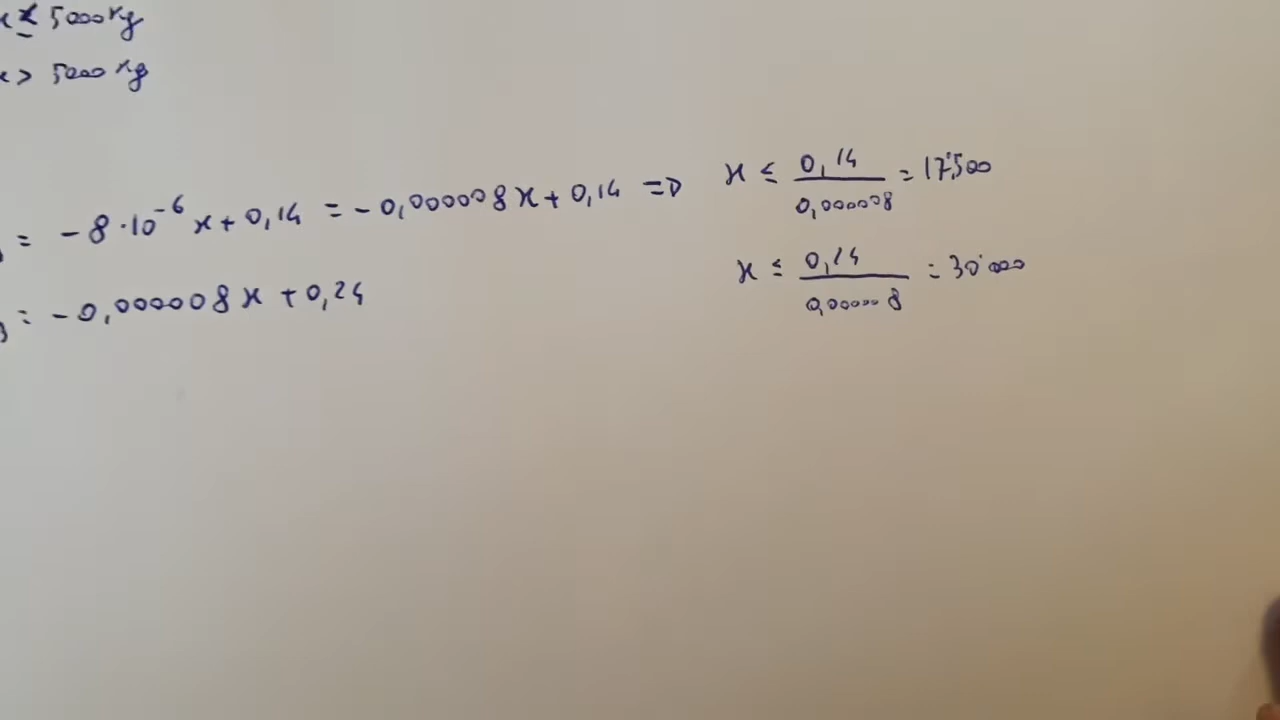 x ≤ 5000 Kg
x > 5000 Kg
= -8·10⁻⁶ x + 0,14 = -0,000008 x + 0,14 ⇒ x ≤ 0,14 / 0,000008 = 17.500
= -0,000008 x + 0,24
x ≤ 0,24 / 0,000008 = 30.000